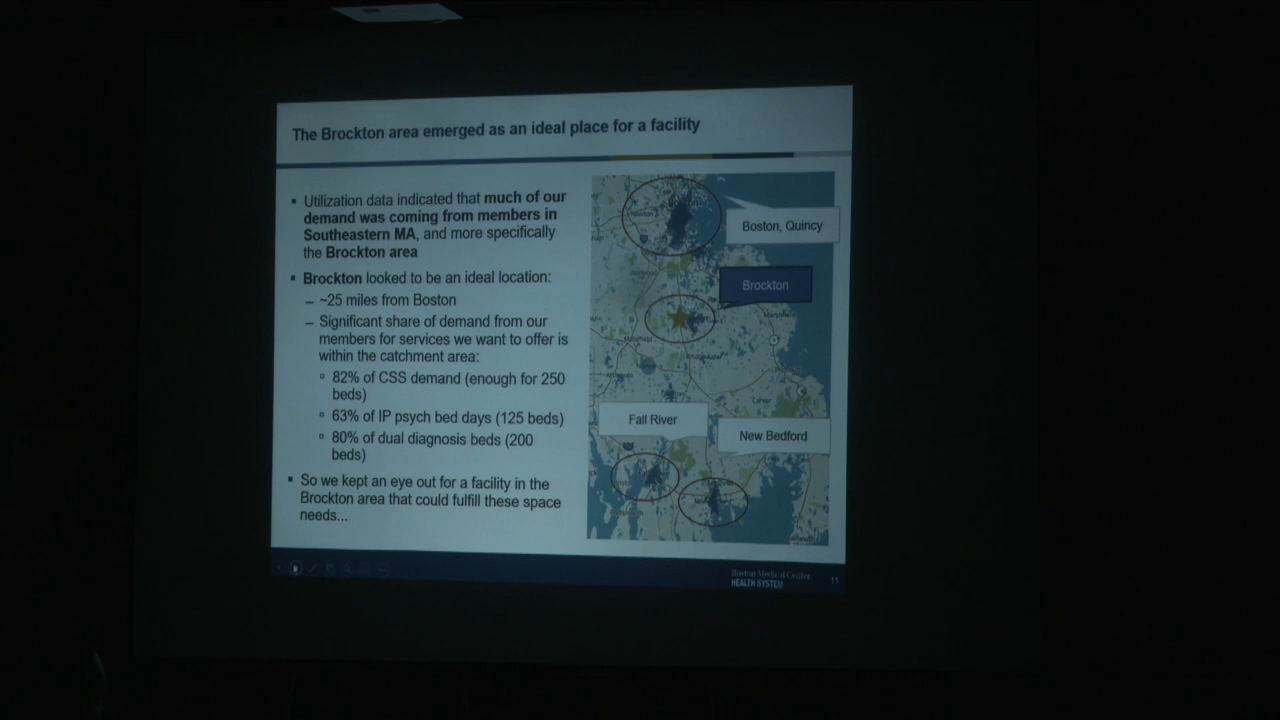 The Brockton area emerged as an ideal place for a facility
▪ Utilization data indicated that much of our
demand was coming from members in
Southeastern MA, and more specifically
the Brockton area
▪ Brockton looked to be an ideal location:
– ~25 miles from Boston
– Significant share of demand from our
members for services we want to offer is
within the catchment area:
▫ 82% of CSS demand (enough for 250
beds)
▫ 63% of IP psych bed days (125 beds)
▫ 80% of dual diagnosis beds (200
beds)
▪ So we kept an eye out for a facility in the
Brockton area that could fulfill these space
needs...
Boston, Quincy
Brockton
Fall River
New Bedford
Boston Medical Center
HEALTH SYSTEM
11